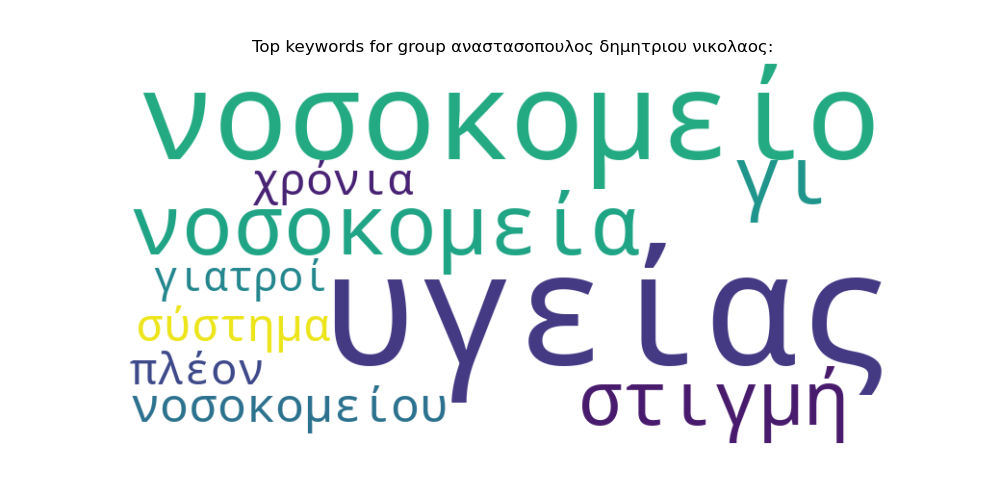 Top keywords for group αναστασοπουλος δημητριου νικολαος:
νοσοκομείο
χρόνια
γι
νοσοκομεία
γιατροί
υγείας
σύστημα
πλέον
νοσοκομείου
στιγμή